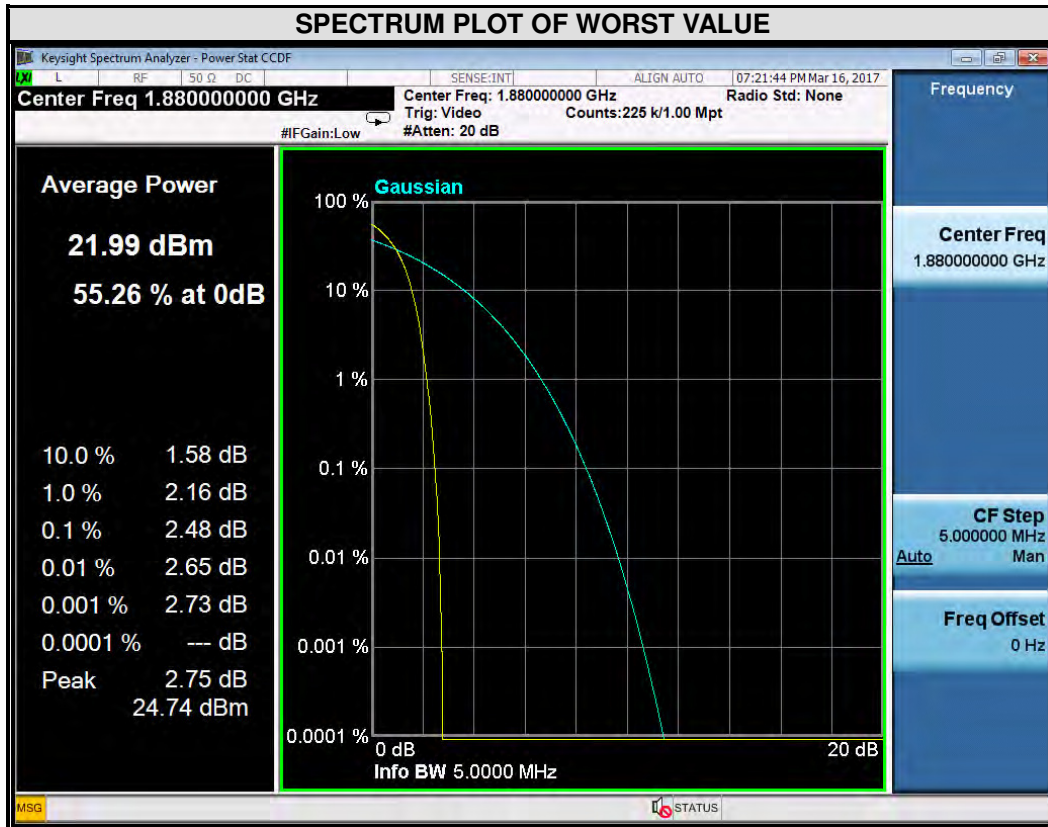 SPECTRUM PLOT OF WORST VALUE
Keysight Spectrum Analyzer - Power Stat CCDF
LXI L RF 50 Ω DC SENSE:INT ALIGN AUTO 07:21:44 PM Mar 16, 2017
Center Freq 1.880000000 GHz
Center Freq: 1.880000000 GHz Radio Std: None
Trig: Video Counts:225 k/1.00 Mpt
#IFGain:Low #Atten: 20 dB
Average Power
21.99 dBm
55.26 % at 0dB
10.0 % 1.58 dB
1.0 % 2.16 dB
0.1 % 2.48 dB
0.01 % 2.65 dB
0.001 % 2.73 dB
0.0001 % --- dB
Peak 2.75 dB
24.74 dBm
Gaussian
100 %
10 %
1 %
0.1 %
0.01 %
0.001 %
0.0001 %
0 dB 20 dB
Info BW 5.0000 MHz
Frequency
Center Freq
1.880000000 GHz
CF Step
5.000000 MHz
Auto Man
Freq Offset
0 Hz
MSG STATUS